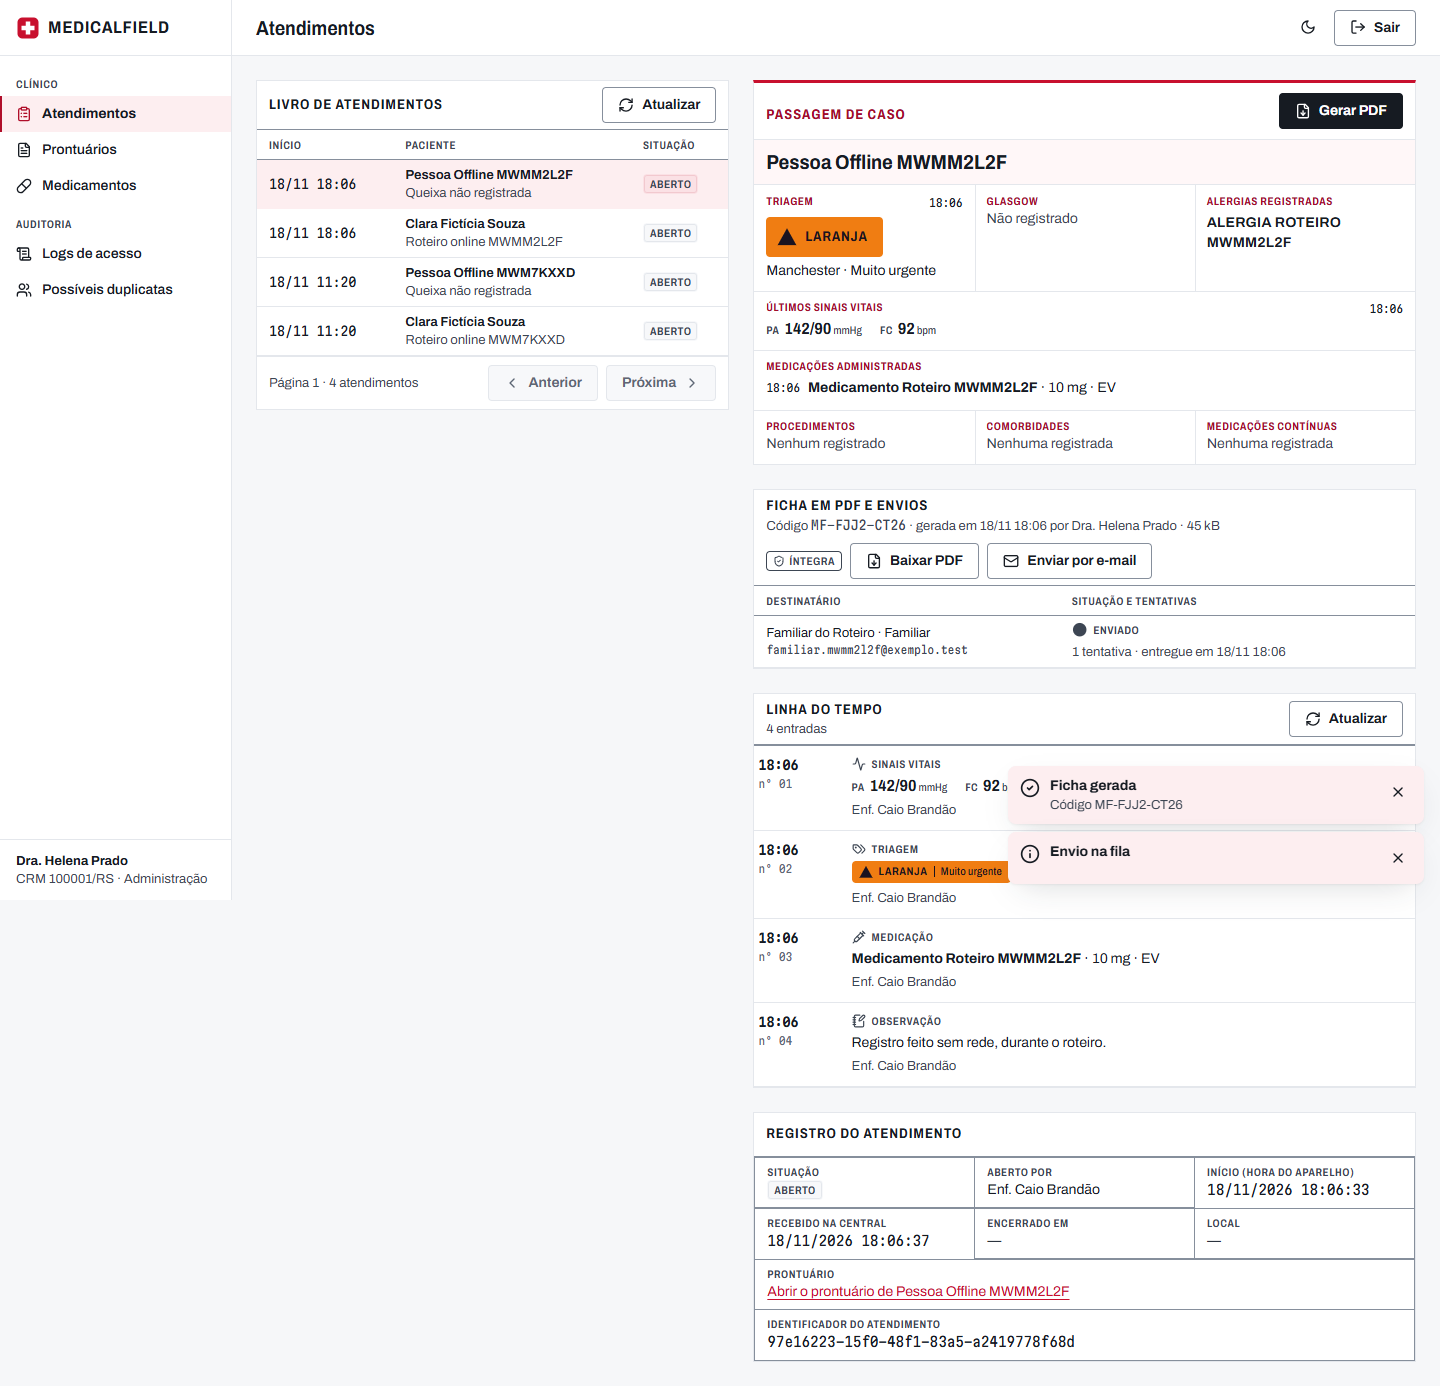 MEDICALFIELD
Atendimentos
Sair
CLÍNICO
Atendimentos
Prontuários
Medicamentos
AUDITORIA
Logs de acesso
Possíveis duplicatas
Dra. Helena Prado
CRM 100001/RS · Administração
LIVRO DE ATENDIMENTOS
Atualizar
INÍCIO PACIENTE SITUAÇÃO
18/11 18:06 Pessoa Offline MWMM2L2F ABERTO
Queixa não registrada
18/11 18:06 Clara Fictícia Souza ABERTO
Roteiro online MWMM2L2F
18/11 11:20 Pessoa Offline MWM7KXXD ABERTO
Queixa não registrada
18/11 11:20 Clara Fictícia Souza ABERTO
Roteiro online MWM7KXXD
Página 1 · 4 atendimentos Anterior Próxima
PASSAGEM DE CASO
Gerar PDF
Pessoa Offline MWMM2L2F
TRIAGEM 18:06
LARANJA
Manchester · Muito urgente
GLASGOW
Não registrado
ALERGIAS REGISTRADAS
ALERGIA ROTEIRO
MWMM2L2F
ÚLTIMOS SINAIS VITAIS 18:06
PA 142/90 mmHg FC 92 bpm
MEDICAÇÕES ADMINISTRADAS
18:06 Medicamento Roteiro MWMM2L2F · 10 mg · EV
PROCEDIMENTOS
Nenhum registrado
COMORBIDADES
Nenhuma registrada
MEDICAÇÕES CONTÍNUAS
Nenhuma registrada
FICHA EM PDF E ENVIOS
Código MF-FJJ2-CT26 · gerada em 18/11 18:06 por Dra. Helena Prado · 45 kB
ÍNTEGRA Baixar PDF Enviar por e-mail
DESTINATÁRIO SITUAÇÃO E TENTATIVAS
Familiar do Roteiro · Familiar ENVIADO
familiar.mwmm2l2f@exemplo.test 1 tentativa · entregue em 18/11 18:06
LINHA DO TEMPO
4 entradas
Atualizar
18:06 SINAIS VITAIS
nº 01 PA 142/90 mmHg FC 92 b
Enf. Caio Brandão
Ficha gerada
Código MF-FJJ2-CT26
18:06 TRIAGEM
nº 02 LARANJA | Muito urgente
Enf. Caio Brandão
Envio na fila
18:06 MEDICAÇÃO
nº 03 Medicamento Roteiro MWMM2L2F · 10 mg · EV
Enf. Caio Brandão
18:06 OBSERVAÇÃO
nº 04 Registro feito sem rede, durante o roteiro.
Enf. Caio Brandão
REGISTRO DO ATENDIMENTO
SITUAÇÃO
ABERTO
ABERTO POR
Enf. Caio Brandão
INÍCIO (HORA DO APARELHO)
18/11/2026 18:06:33
RECEBIDO NA CENTRAL
18/11/2026 18:06:37
ENCERRADO EM
—
LOCAL
—
PRONTUÁRIO
Abrir o prontuário de Pessoa Offline MWMM2L2F
IDENTIFICADOR DO ATENDIMENTO
97e16223-15f0-48f1-83a5-a2419778f68d